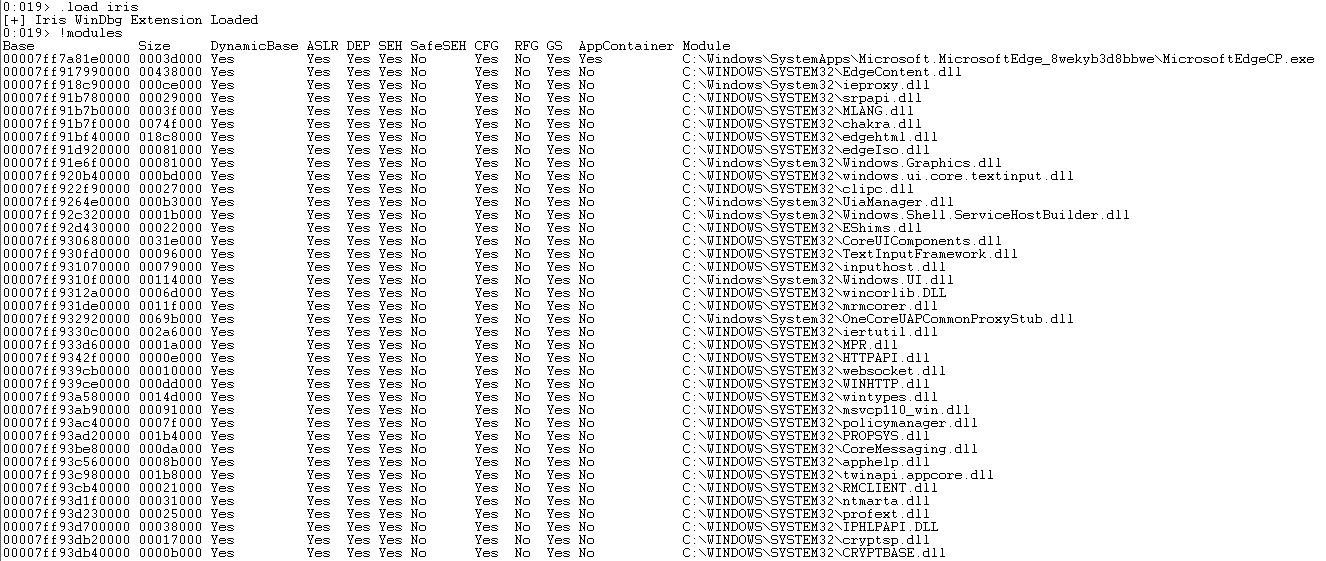 0:019> .load iris
[+] Iris WinDbg Extension Loaded
0:019> !modules
Base Size DynamicBase ASLR DEP SEH SafeSEH CFG RFG GS AppContainer Module
00007ff7a81e0000 0003d000 Yes Yes Yes Yes No Yes No Yes Yes C:\Windows\SystemApps\Microsoft.MicrosoftEdge_8wekyb3d8bbwe\MicrosoftEdgeCP.exe
00007ff917990000 00438000 Yes Yes Yes Yes No Yes No Yes No C:\WINDOWS\SYSTEM32\EdgeContent.dll
00007ff918c90000 000ce000 Yes Yes Yes Yes No Yes No Yes No C:\Windows\System32\ieproxy.dll
00007ff91b780000 00029000 Yes Yes Yes Yes No Yes No Yes No C:\WINDOWS\SYSTEM32\srpapi.dll
00007ff91b7b0000 0003f000 Yes Yes Yes Yes No Yes No Yes No C:\WINDOWS\SYSTEM32\MLANG.dll
00007ff91b7f0000 0074f000 Yes Yes Yes Yes No Yes No Yes No C:\WINDOWS\SYSTEM32\chakra.dll
00007ff91bf40000 018c8000 Yes Yes Yes Yes No Yes No Yes No C:\WINDOWS\SYSTEM32\edgehtml.dll
00007ff91d920000 00081000 Yes Yes Yes Yes No Yes No Yes No C:\WINDOWS\SYSTEM32\edgeIso.dll
00007ff91e6f0000 00081000 Yes Yes Yes Yes No Yes No Yes No C:\Windows\System32\Windows.Graphics.dll
00007ff920b40000 000bd000 Yes Yes Yes Yes No Yes No Yes No C:\WINDOWS\SYSTEM32\windows.ui.core.textinput.dll
00007ff922f90000 00027000 Yes Yes Yes Yes No Yes No Yes No C:\WINDOWS\SYSTEM32\clipc.dll
00007ff9264e0000 000b3000 Yes Yes Yes Yes No Yes No Yes No C:\Windows\System32\UiaManager.dll
00007ff92c320000 0001b000 Yes Yes Yes Yes No Yes No Yes No C:\Windows\System32\Windows.Shell.ServiceHostBuilder.dll
00007ff92d430000 00022000 Yes Yes Yes Yes No Yes No Yes No C:\WINDOWS\SYSTEM32\EShims.dll
00007ff930680000 0031e000 Yes Yes Yes Yes No Yes No Yes No C:\WINDOWS\SYSTEM32\CoreUIComponents.dll
00007ff930fd0000 00096000 Yes Yes Yes Yes No Yes No Yes No C:\WINDOWS\SYSTEM32\TextInputFramework.dll
00007ff931070000 00079000 Yes Yes Yes Yes No Yes No Yes No C:\WINDOWS\SYSTEM32\inputhost.dll
00007ff9310f0000 00114000 Yes Yes Yes Yes No Yes No Yes No C:\Windows\System32\Windows.UI.dll
00007ff9312a0000 0006d000 Yes Yes Yes Yes No Yes No Yes No C:\WINDOWS\SYSTEM32\wincorlib.DLL
00007ff931de0000 0011f000 Yes Yes Yes Yes No Yes No Yes No C:\WINDOWS\SYSTEM32\mrmcorer.dll
00007ff932920000 0069b000 Yes Yes Yes Yes No Yes No Yes No C:\Windows\System32\OneCoreUAPCommonProxyStub.dll
00007ff9330c0000 002a6000 Yes Yes Yes Yes No Yes No Yes No C:\WINDOWS\SYSTEM32\iertutil.dll
00007ff933d60000 0001a000 Yes Yes Yes Yes No Yes No Yes No C:\WINDOWS\SYSTEM32\MPR.dll
00007ff9342f0000 0000e000 Yes Yes Yes Yes No Yes No Yes No C:\WINDOWS\SYSTEM32\HTTPAPI.dll
00007ff939cb0000 00010000 Yes Yes Yes Yes No Yes No Yes No C:\WINDOWS\SYSTEM32\websocket.dll
00007ff939ce0000 000dd000 Yes Yes Yes Yes No Yes No Yes No C:\WINDOWS\SYSTEM32\WINHTTP.dll
00007ff93a580000 0014d000 Yes Yes Yes Yes No Yes No Yes No C:\WINDOWS\SYSTEM32\wintypes.dll
00007ff93ab90000 00091000 Yes Yes Yes Yes No Yes No Yes No C:\WINDOWS\SYSTEM32\msvcp110_win.dll
00007ff93ac40000 0007f000 Yes Yes Yes Yes No Yes No Yes No C:\WINDOWS\SYSTEM32\policymanager.dll
00007ff93ad20000 001b4000 Yes Yes Yes Yes No Yes No Yes No C:\WINDOWS\SYSTEM32\PROPSYS.dll
00007ff93be80000 000da000 Yes Yes Yes Yes No Yes No Yes No C:\WINDOWS\SYSTEM32\CoreMessaging.dll
00007ff93c560000 0008b000 Yes Yes Yes Yes No Yes No Yes No C:\WINDOWS\SYSTEM32\apphelp.dll
00007ff93c980000 001b8000 Yes Yes Yes Yes No Yes No Yes No C:\WINDOWS\SYSTEM32\twinapi.appcore.dll
00007ff93cb40000 00021000 Yes Yes Yes Yes No Yes No Yes No C:\WINDOWS\SYSTEM32\RMCLIENT.dll
00007ff93d1f0000 00031000 Yes Yes Yes Yes No Yes No Yes No C:\WINDOWS\SYSTEM32\ntmarta.dll
00007ff93d230000 00025000 Yes Yes Yes Yes No Yes No Yes No C:\WINDOWS\SYSTEM32\profext.dll
00007ff93d700000 00038000 Yes Yes Yes Yes No Yes No Yes No C:\WINDOWS\SYSTEM32\IPHLPAPI.DLL
00007ff93db20000 00017000 Yes Yes Yes Yes No Yes No Yes No C:\WINDOWS\SYSTEM32\cryptsp.dll
00007ff93db40000 0000b000 Yes Yes Yes Yes No Yes No Yes No C:\WINDOWS\SYSTEM32\CRYPTBASE.dll